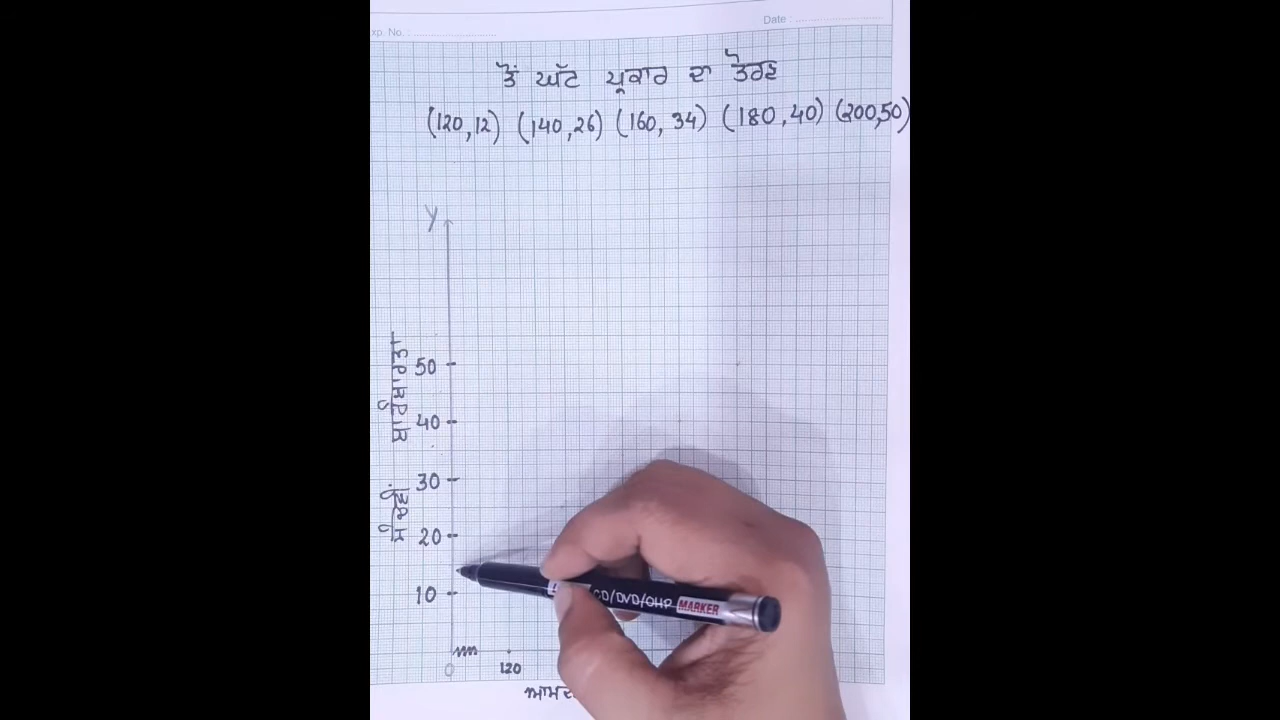 Date :
xp. No. :
ਤੋਂ ਘੱਟ ਪ੍ਰਕਾਰ ਦਾ ਤੋਰਣ
(120,12) (140,26) (160,34) (180,40) (200,50)
Y
50
40
30
20
10
0
120
CD/DVD/OHP MARKER